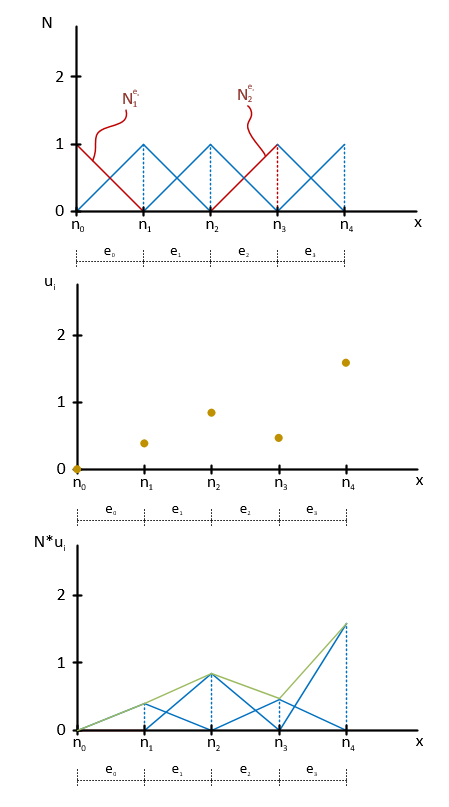 N
N₁ᵉ,
N₂ᵉ,
2
1
0
n₀ n₁ n₂ n₃ n₄ x
e₀ e₁ e₂ e₃
uᵢ
2
1
0
n₀ n₁ n₂ n₃ n₄ x
e₀ e₁ e₂ e₃
N*uᵢ
2
1
0
n₀ n₁ n₂ n₃ n₄ x
e₀ e₁ e₂ e₃